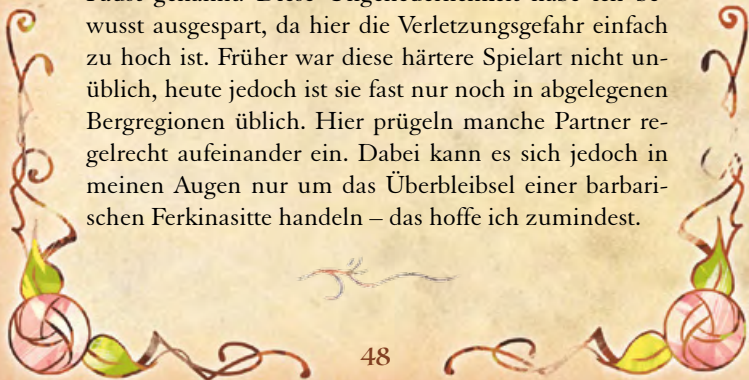 genannt. habe ich be-
wusst ausgespart, da hier die Verletzungsgefahr einfach
zu hoch ist. Früher war diese härtere Spielart nicht un-
üblich, heute jedoch ist sie fast nur noch in abgelegenen
Bergregionen üblich. Hier prügeln manche Partner re-
gelrecht aufeinander ein. Dabei kann es sich jedoch in
meinen Augen nur um das Überbleibsel einer barbari-
schen Ferkinasitte handeln – das hoffe ich zumindest.
48